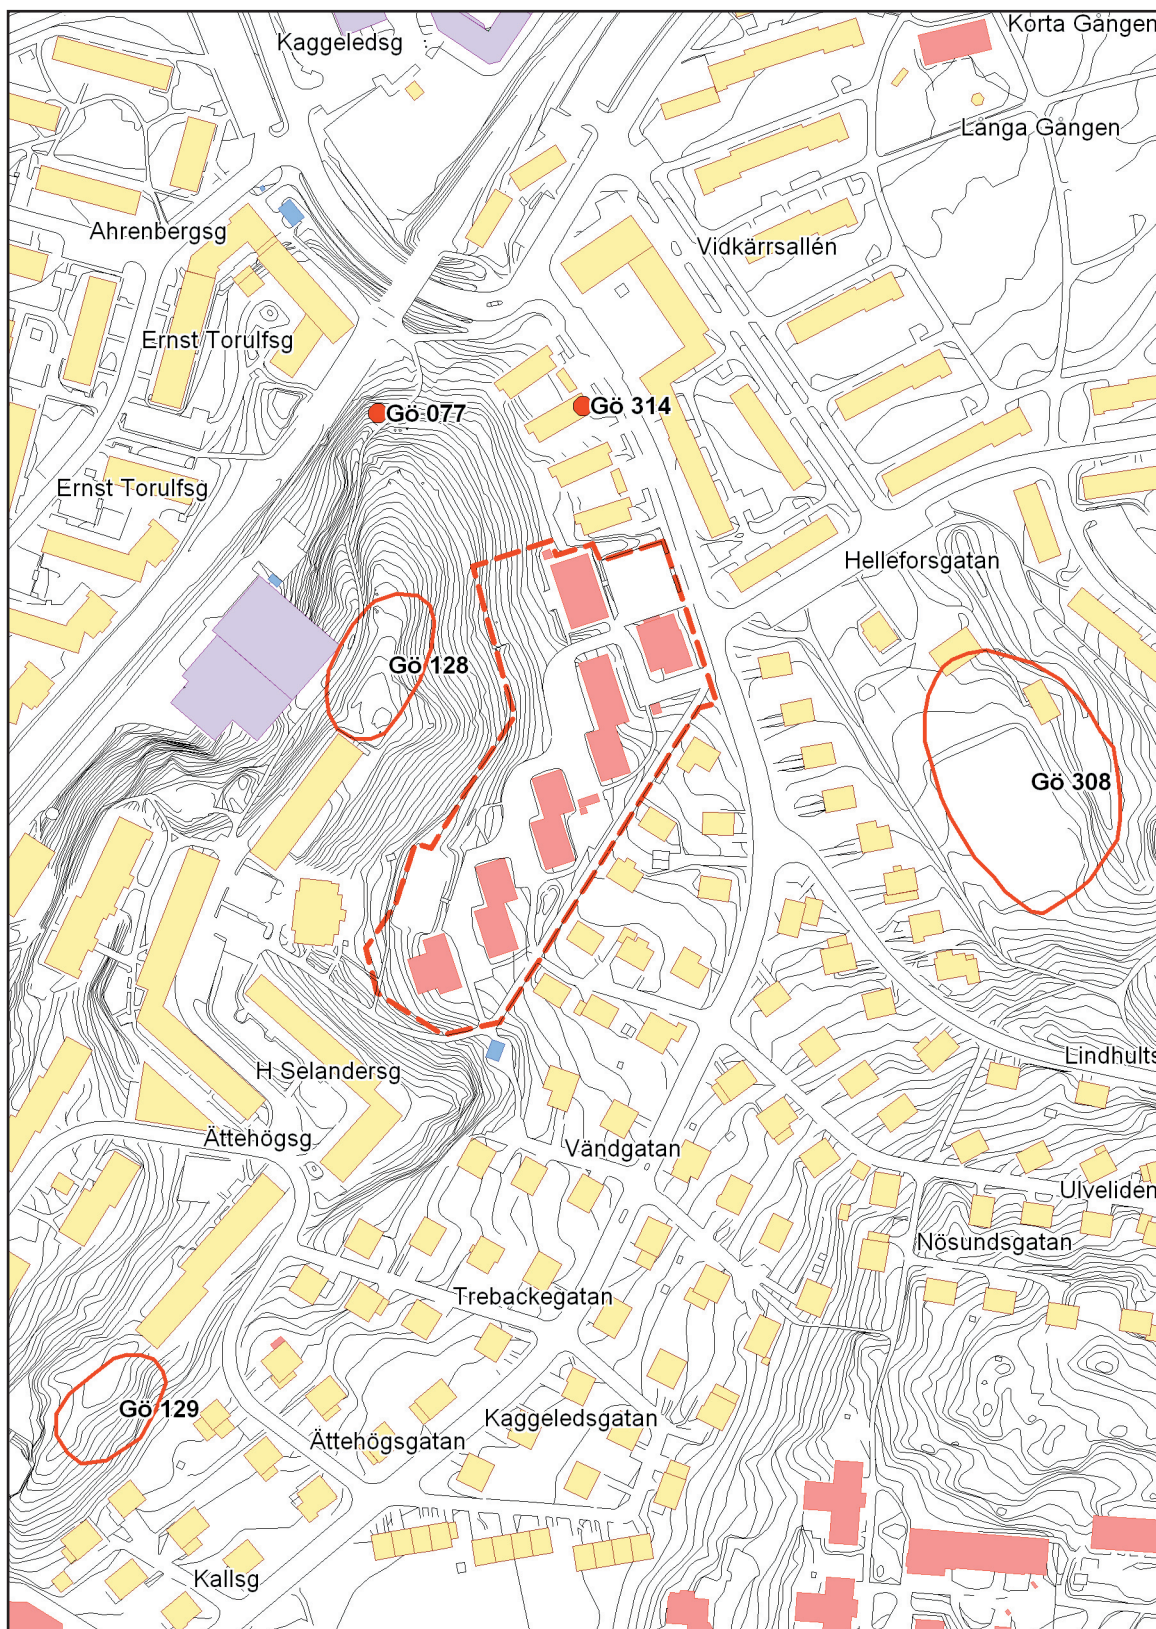 Korta Gången
Kaggeledsg
Långa Gången
Ahrenbergsg
Vidkärrsallén
Ernst Torulfsg
Gö 077
Gö 314
Ernst Torulfsg
Helleforsgatan
Gö 128
Gö 308
Lindhults
H Selandersg
Ättehögsg
Vändgatan
Ulveliden
Nösundsgatan
Trebackegatan
Gö 129
Kaggeledsgatan
Ättehögsgatan
Kallsg